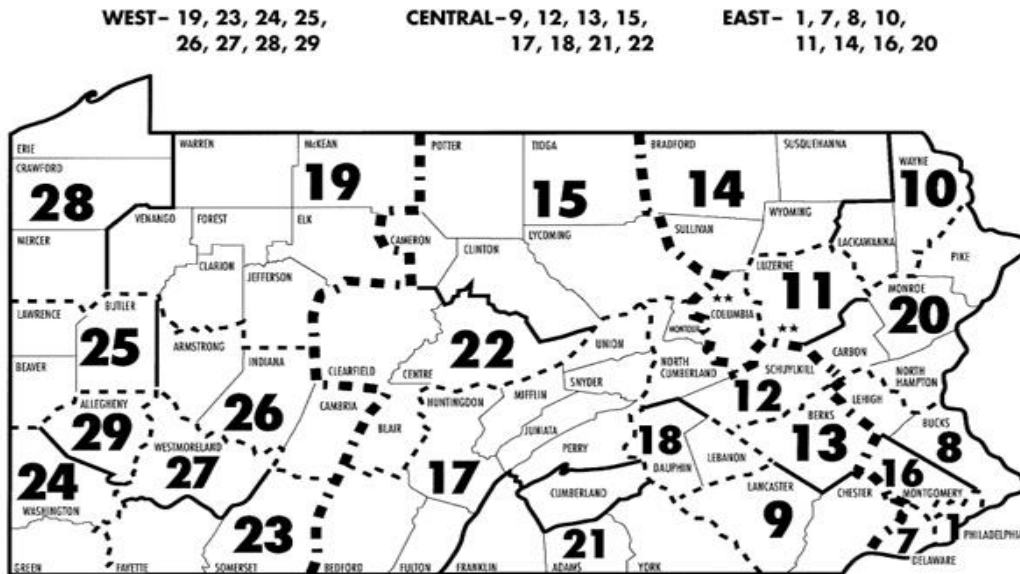 WEST– 19, 23, 24, 25,
26, 27, 28, 29
CENTRAL–9, 12, 13, 15,
17, 18, 21, 22
EAST– 1, 7, 8, 10,
11, 14, 16, 20
ERIE
WARREN
McKEAN
POTTER
TIOGA
BRADFORD
SUSQUEHANNA
WAYNE
CRAWFORD
28
19
15
14
10
VENANGO
FOREST
ELK
CAMERON
LYCOMING
SULLIVAN
WYOMING
MERCER
CLINTON
LACKAWANNA
PIKE
CLARION
JEFFERSON
LUZERNE
11
MONROE
20
LAWRENCE
BUTLER
COLUMBIA
MONTOUR
25
ARMSTRONG
INDIANA
22
UNION
NORTH
CUMBERLAND
CARBON
BEAVER
CLEARFIELD
CENTRE
SNYDER
SCHUYLKILL
12
NORTH
HAMPTON
ALLEGHENY
29
26
CAMBRIA
HUNTINGDON
MIFFLIN
LEHIGH
BERKS
13
BUCKS
8
WESTMORELAND
27
BLAIR
JUNIATA
PERRY
18
DAUPHIN
LEBANON
24
WASHINGTON
17
CUMBERLAND
LANCASTER
9
CHESTER
16
MONTGOMERY
23
21
7
1
PHILADELPHIA
GREEN
FAYETTE
SOMERSET
BEDFORD
FULTON
FRANKLIN
ADAMS
YORK
DELAWARE